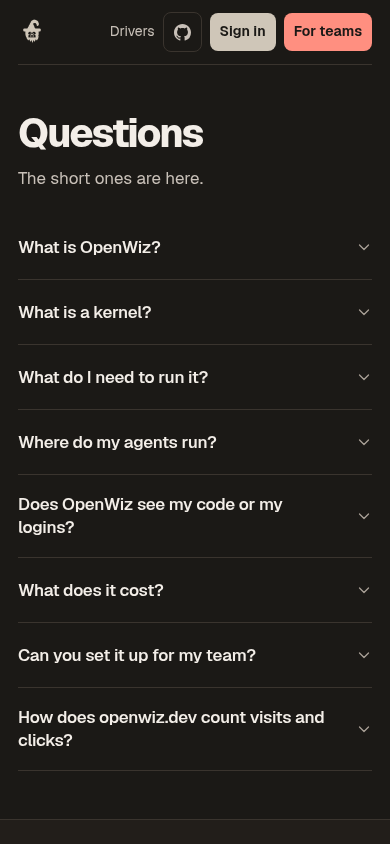 Drivers
Sign in
For teams
Questions
The short ones are here.
What is OpenWiz?
What is a kernel?
What do I need to run it?
Where do my agents run?
Does OpenWiz see my code or my
logins?
What does it cost?
Can you set it up for my team?
How does openwiz.dev count visits and
clicks?